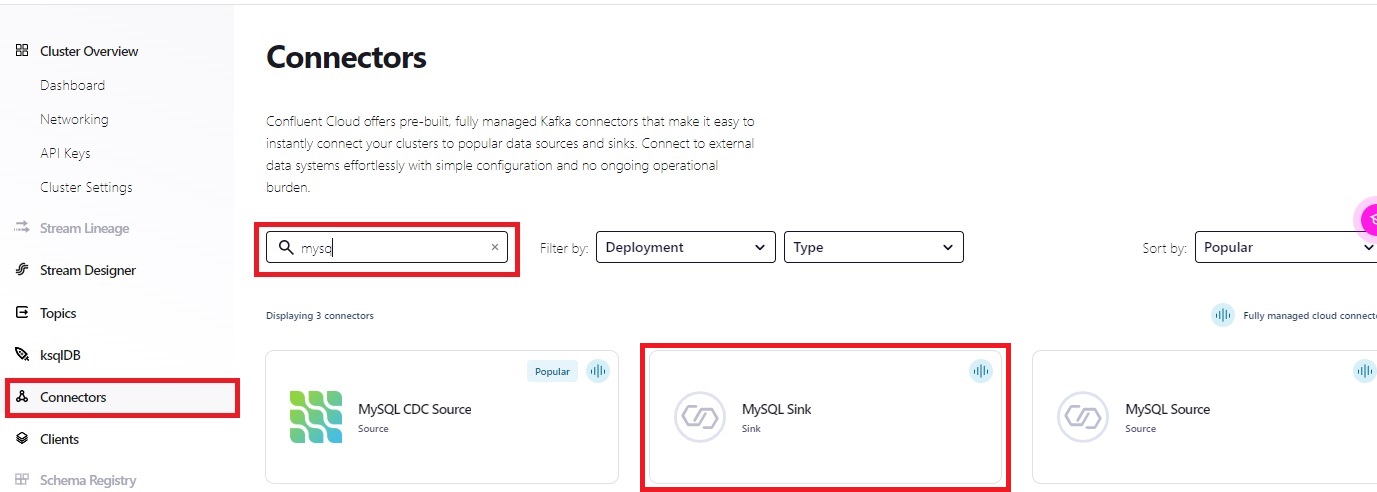 Cluster Overview
Dashboard
Networking
API Keys
Cluster Settings
Stream Lineage
Stream Designer
Topics
ksqlDB
Connectors
Clients
Schema Registry
Connectors
Confluent Cloud offers pre-built, fully managed Kafka connectors that make it easy to
instantly connect your clusters to popular data sources and sinks. Connect to external
data systems effortlessly with simple configuration and no ongoing operational
burden.
mysq
Filter by:
Deployment
Type
Sort by:
Popular
Displaying 3 connectors
Fully managed cloud connecto
Popular
MySQL CDC Source
Source
MySQL Sink
Sink
MySQL Source
Source